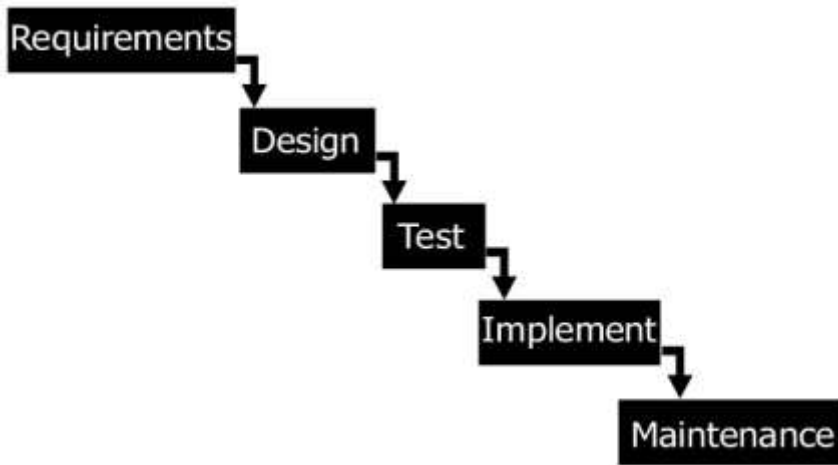 Requirements
Design
Test
Implement
Maintenance